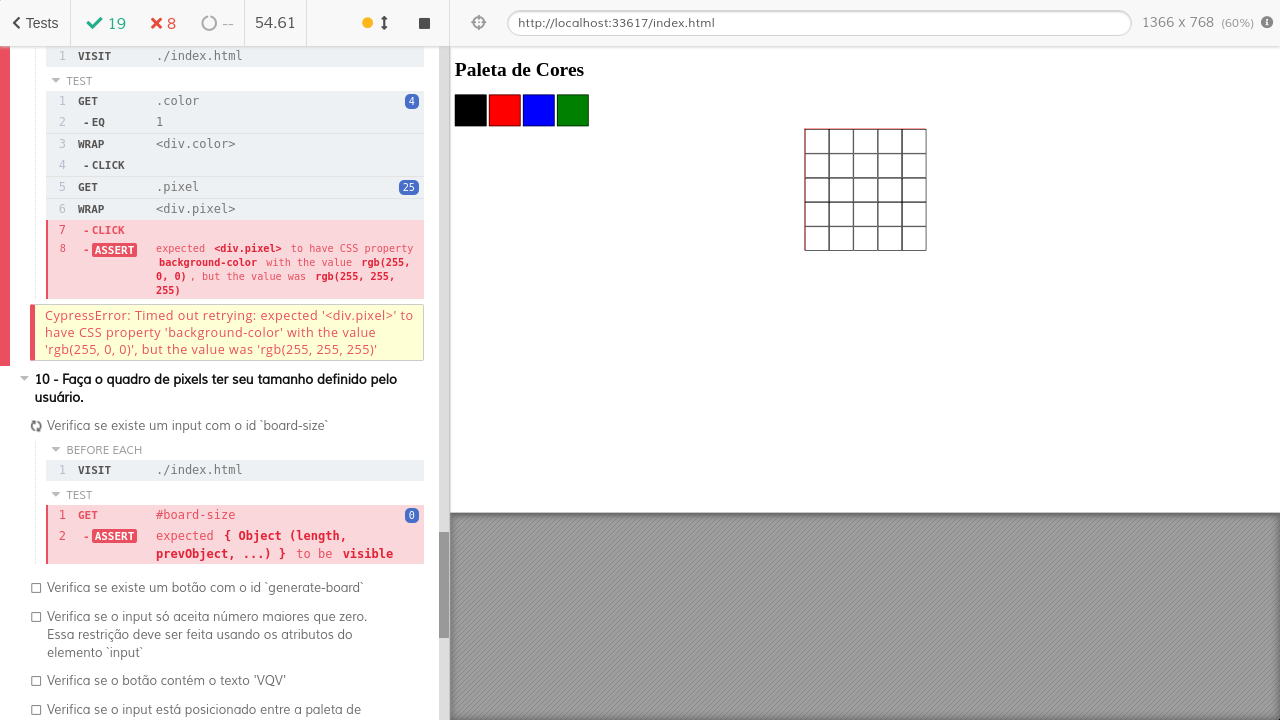 Tests 19 8 -- 54.61 http://localhost:33617/index.html 1366 x 768 (60%)
1 VISIT ./index.html
TEST
1 GET .color 4
2 - EQ 1
3 WRAP <div.color>
4 - CLICK
5 GET .pixel 25
6 WRAP <div.pixel>
7 - CLICK
8 - ASSERT expected <div.pixel> to have CSS property
background-color with the value rgb(255,
0, 0) , but the value was rgb(255, 255,
255)
CypressError: Timed out retrying: expected '<div.pixel>' to
have CSS property 'background-color' with the value
'rgb(255, 0, 0)', but the value was 'rgb(255, 255, 255)'
10 - Faça o quadro de pixels ter seu tamanho definido pelo
usuário.
Verifica se existe um input com o id `board-size`
BEFORE EACH
1 VISIT ./index.html
TEST
1 GET #board-size 0
2 - ASSERT expected { Object (length,
prevObject, ...) } to be visible
Verifica se existe um botão com o id `generate-board`
Verifica se o input só aceita número maiores que zero.
Essa restrição deve ser feita usando os atributos do
elemento `input`
Verifica se o botão contém o texto 'VQV'
Verifica se o input está posicionado entre a paleta de
Paleta de Cores